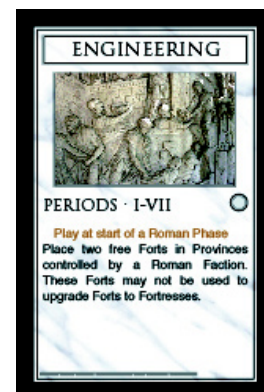 ENGINEERING
PERIODS · I-VII
Play at start of a Roman Phase
Place two free Forts in Provinces
controlled by a Roman Faction.
These Forts may not be used to
upgrade Forts to Fortresses.